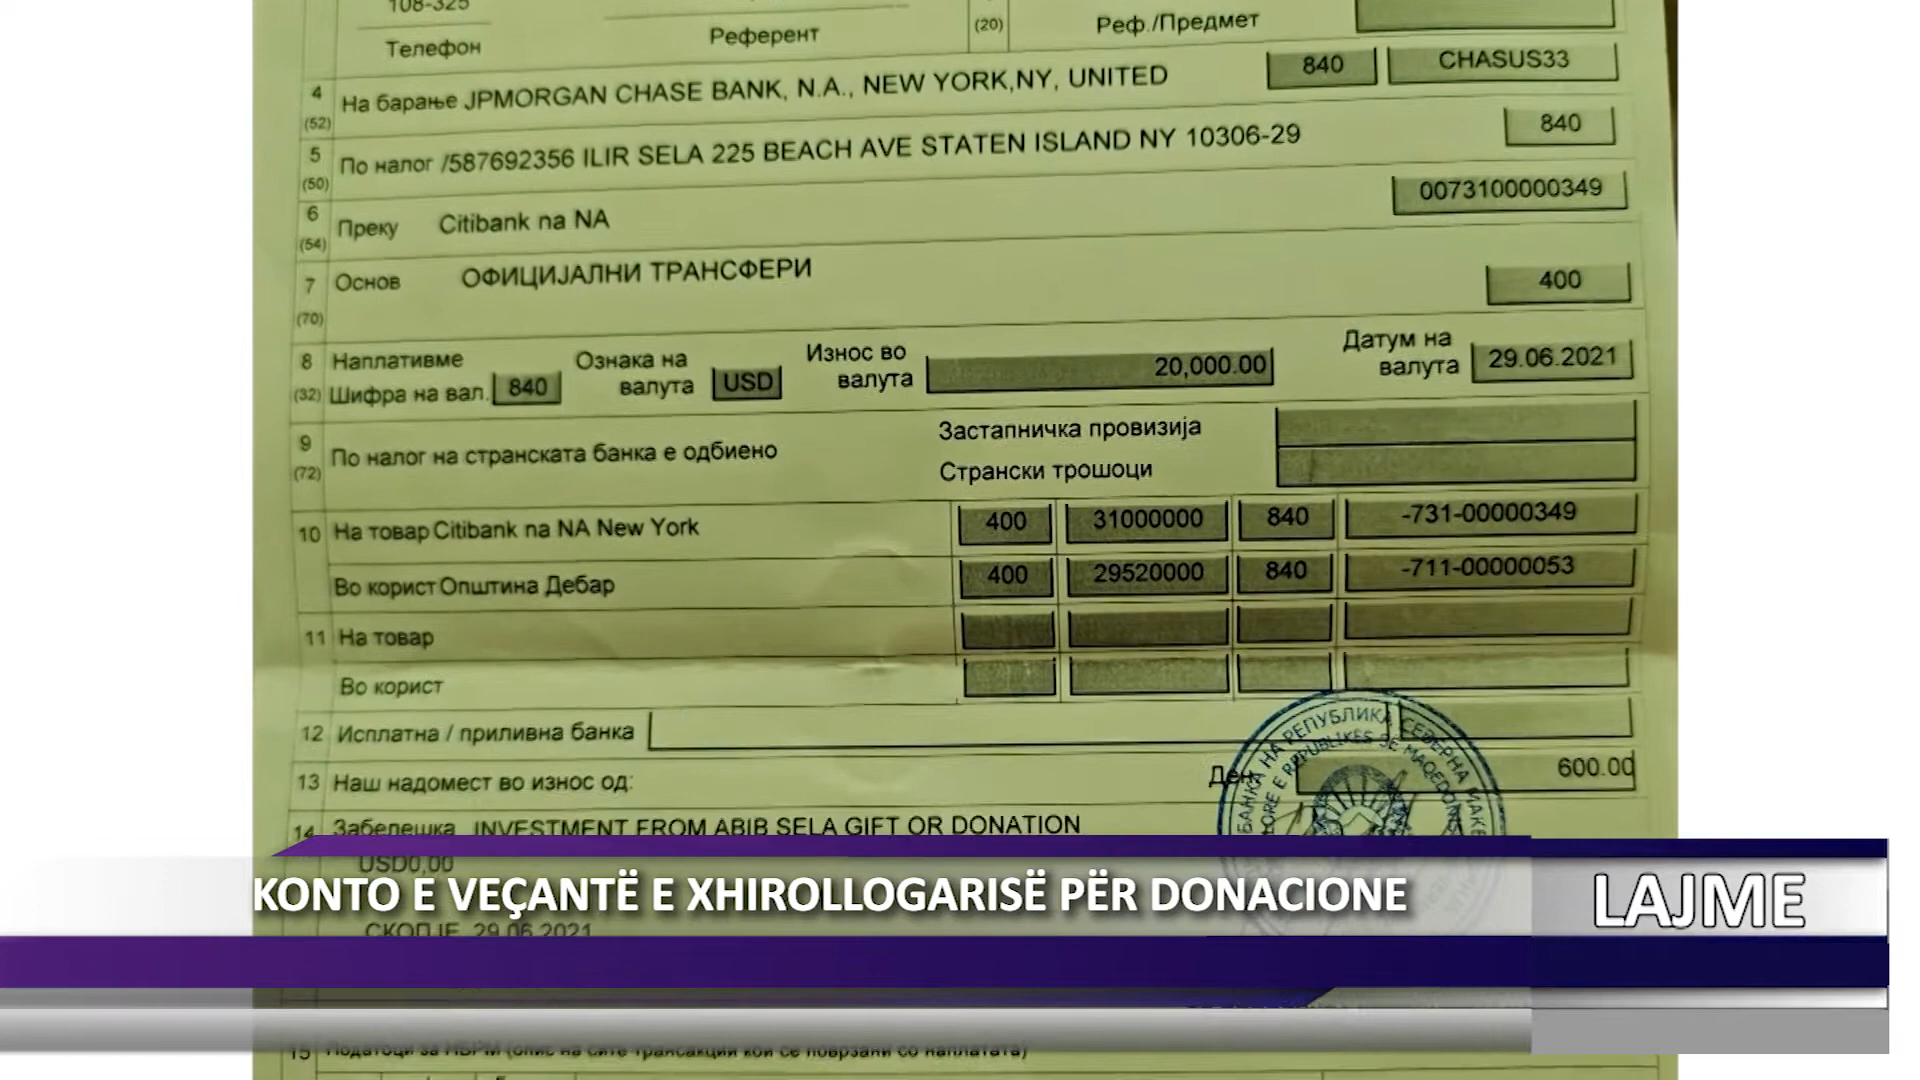 108-325
Телефон
Референт
(20)
Реф./Предмет
4
(52)
На барање JPMORGAN CHASE BANK, N.A., NEW YORK,NY, UNITED
840
CHASUS33
5
(50)
По налог /587692356 ILIR SELA 225 BEACH AVE STATEN ISLAND NY 10306-29
840
6
(54)
Преку Citibank na NA
0073100000349
7
(70)
Основ ОФИЦИЈАЛНИ ТРАНСФЕРИ
400
8
(32)
Наплативме
Шифра на вал. 840
Ознака на
валута USD
Износ во
валута 20,000.00
Датум на
валута 29.06.2021
9
(72)
По налог на странската банка е одбиено
Застапничка провизија
Странски трошоци
10 На товар Citibank na NA New York 400 31000000 840 -731-00000349
Во корист Општина Дебар 400 29520000 840 -711-00000053
11 На товар
Во корист
12 Исплатна / приливна банка
13 Наш надомест во износ од: Ден 600.00
БАНКА НА РЕПУБЛИКА СЕВЕРНА МАКЕ
E REPUBLIKËS SË MAQEDONIS
14 Забелешка INVESTMENT FROM ABIB SELA GIFT OR DONATION
USD0,00
KONTO E VEÇANTË E XHIROLLOGARISË PËR DONACIONE
LAJME
СКОПЈЕ, 29.06.2021
15 Податоци за НБРМ (опис на сите трансакции кои се поврзани со наплатата)